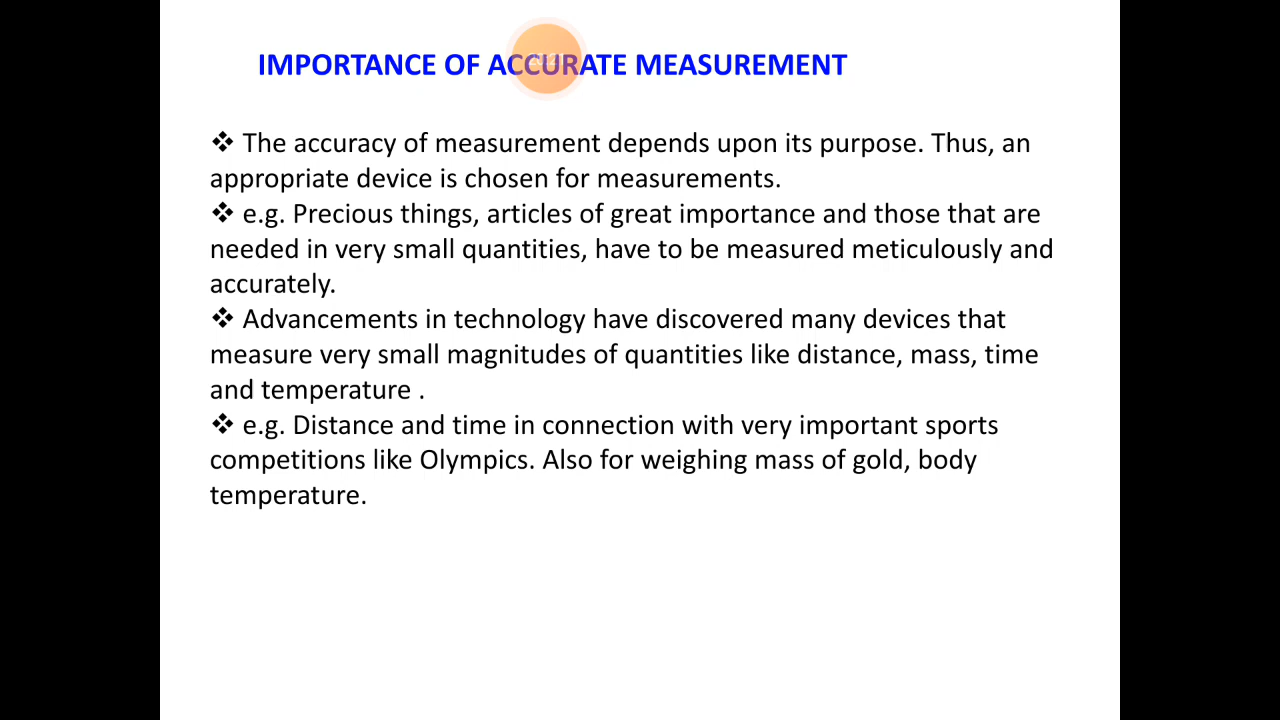 IMPORTANCE OF ACCURATE MEASUREMENT
❖ The accuracy of measurement depends upon its purpose. Thus, an
appropriate device is chosen for measurements.
❖ e.g. Precious things, articles of great importance and those that are
needed in very small quantities, have to be measured meticulously and
accurately.
❖ Advancements in technology have discovered many devices that
measure very small magnitudes of quantities like distance, mass, time
and temperature .
❖ e.g. Distance and time in connection with very important sports
competitions like Olympics. Also for weighing mass of gold, body
temperature.